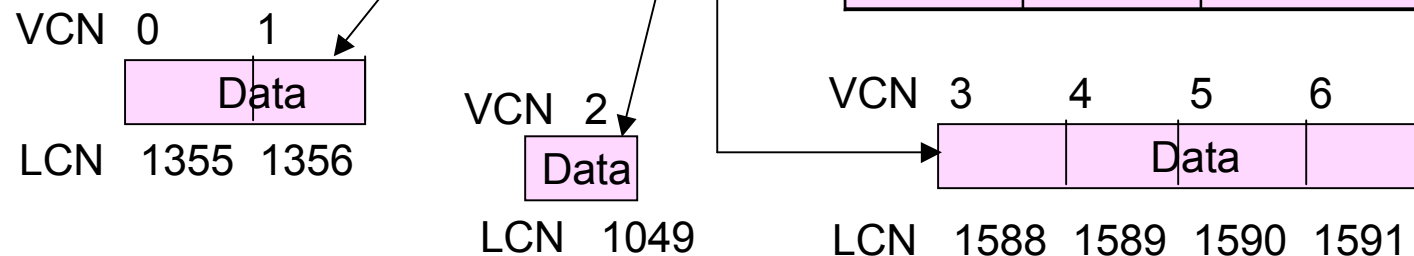 VCN 0 1
Data
LCN 1355 1356
VCN 2
Data
LCN 1049
VCN 3 4 5 6
Data
LCN 1588 1589 1590 1591